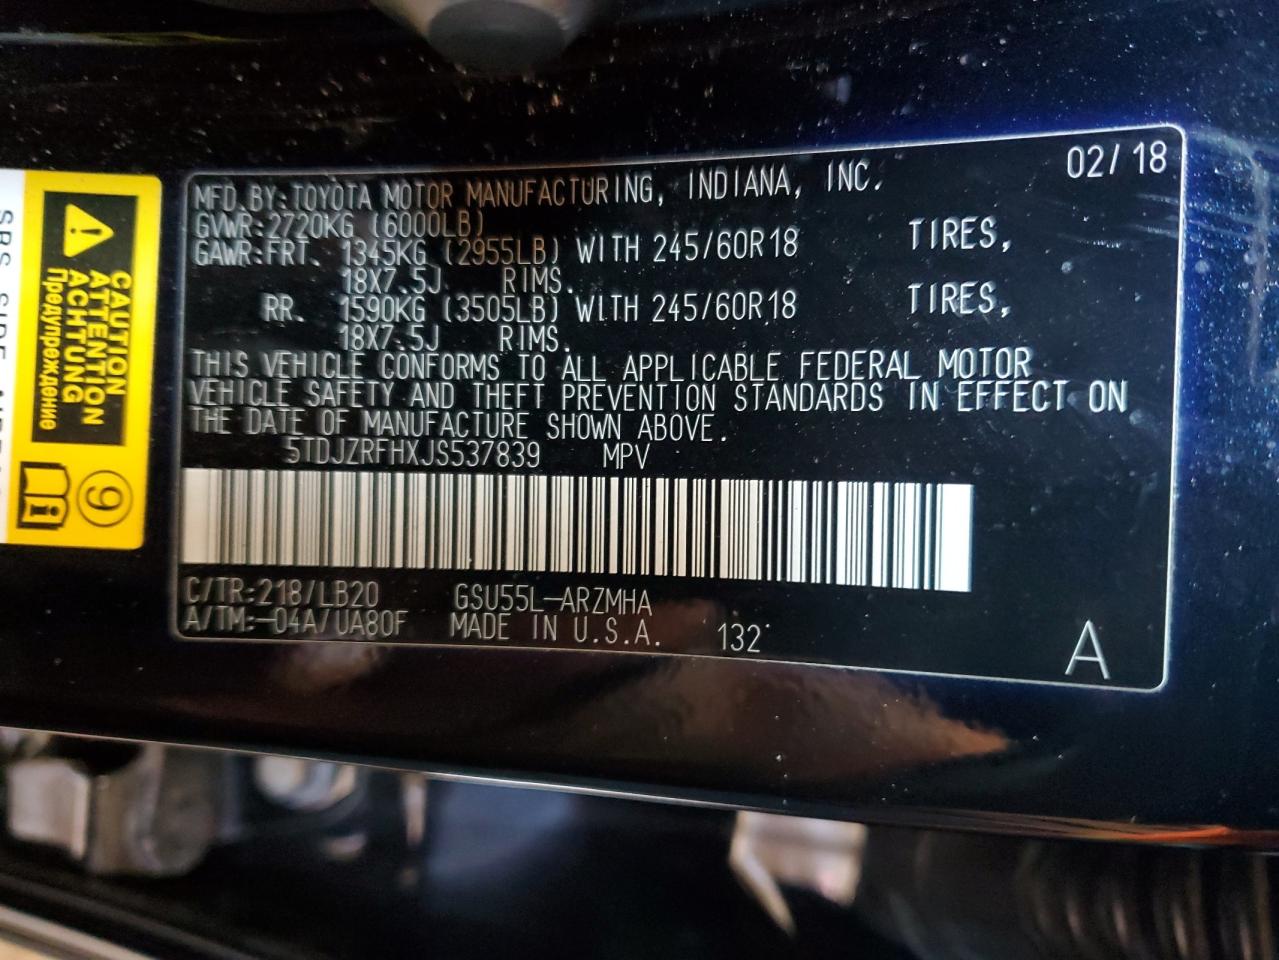 02/18
MFD.BY:TOYOTA MOTOR MANUFACTURING, INDIANA, INC.
GVWR:2720KG (6000LB)
GAWR:FRT. 1345KG (2955LB) WITH 245/60R18 TIRES,
18X7.5J RIMS.
RR. 1590KG (3505LB) WITH 245/60R18 TIRES,
18X7.5J RIMS.
THIS VEHICLE CONFORMS TO ALL APPLICABLE FEDERAL MOTOR
VEHICLE SAFETY AND THEFT PREVENTION STANDARDS IN EFFECT ON
THE DATE OF MANUFACTURE SHOWN ABOVE.
5TDJZRFHXJS537839 MPV
C/TR:218/LB20 GSU55L-ARZMHA
A/TM:-04A/UA80F MADE IN U.S.A. 132
A
CAUTION
ATTENTION
ACHTUNG
Предупреждение
9
i
SRS SIDE